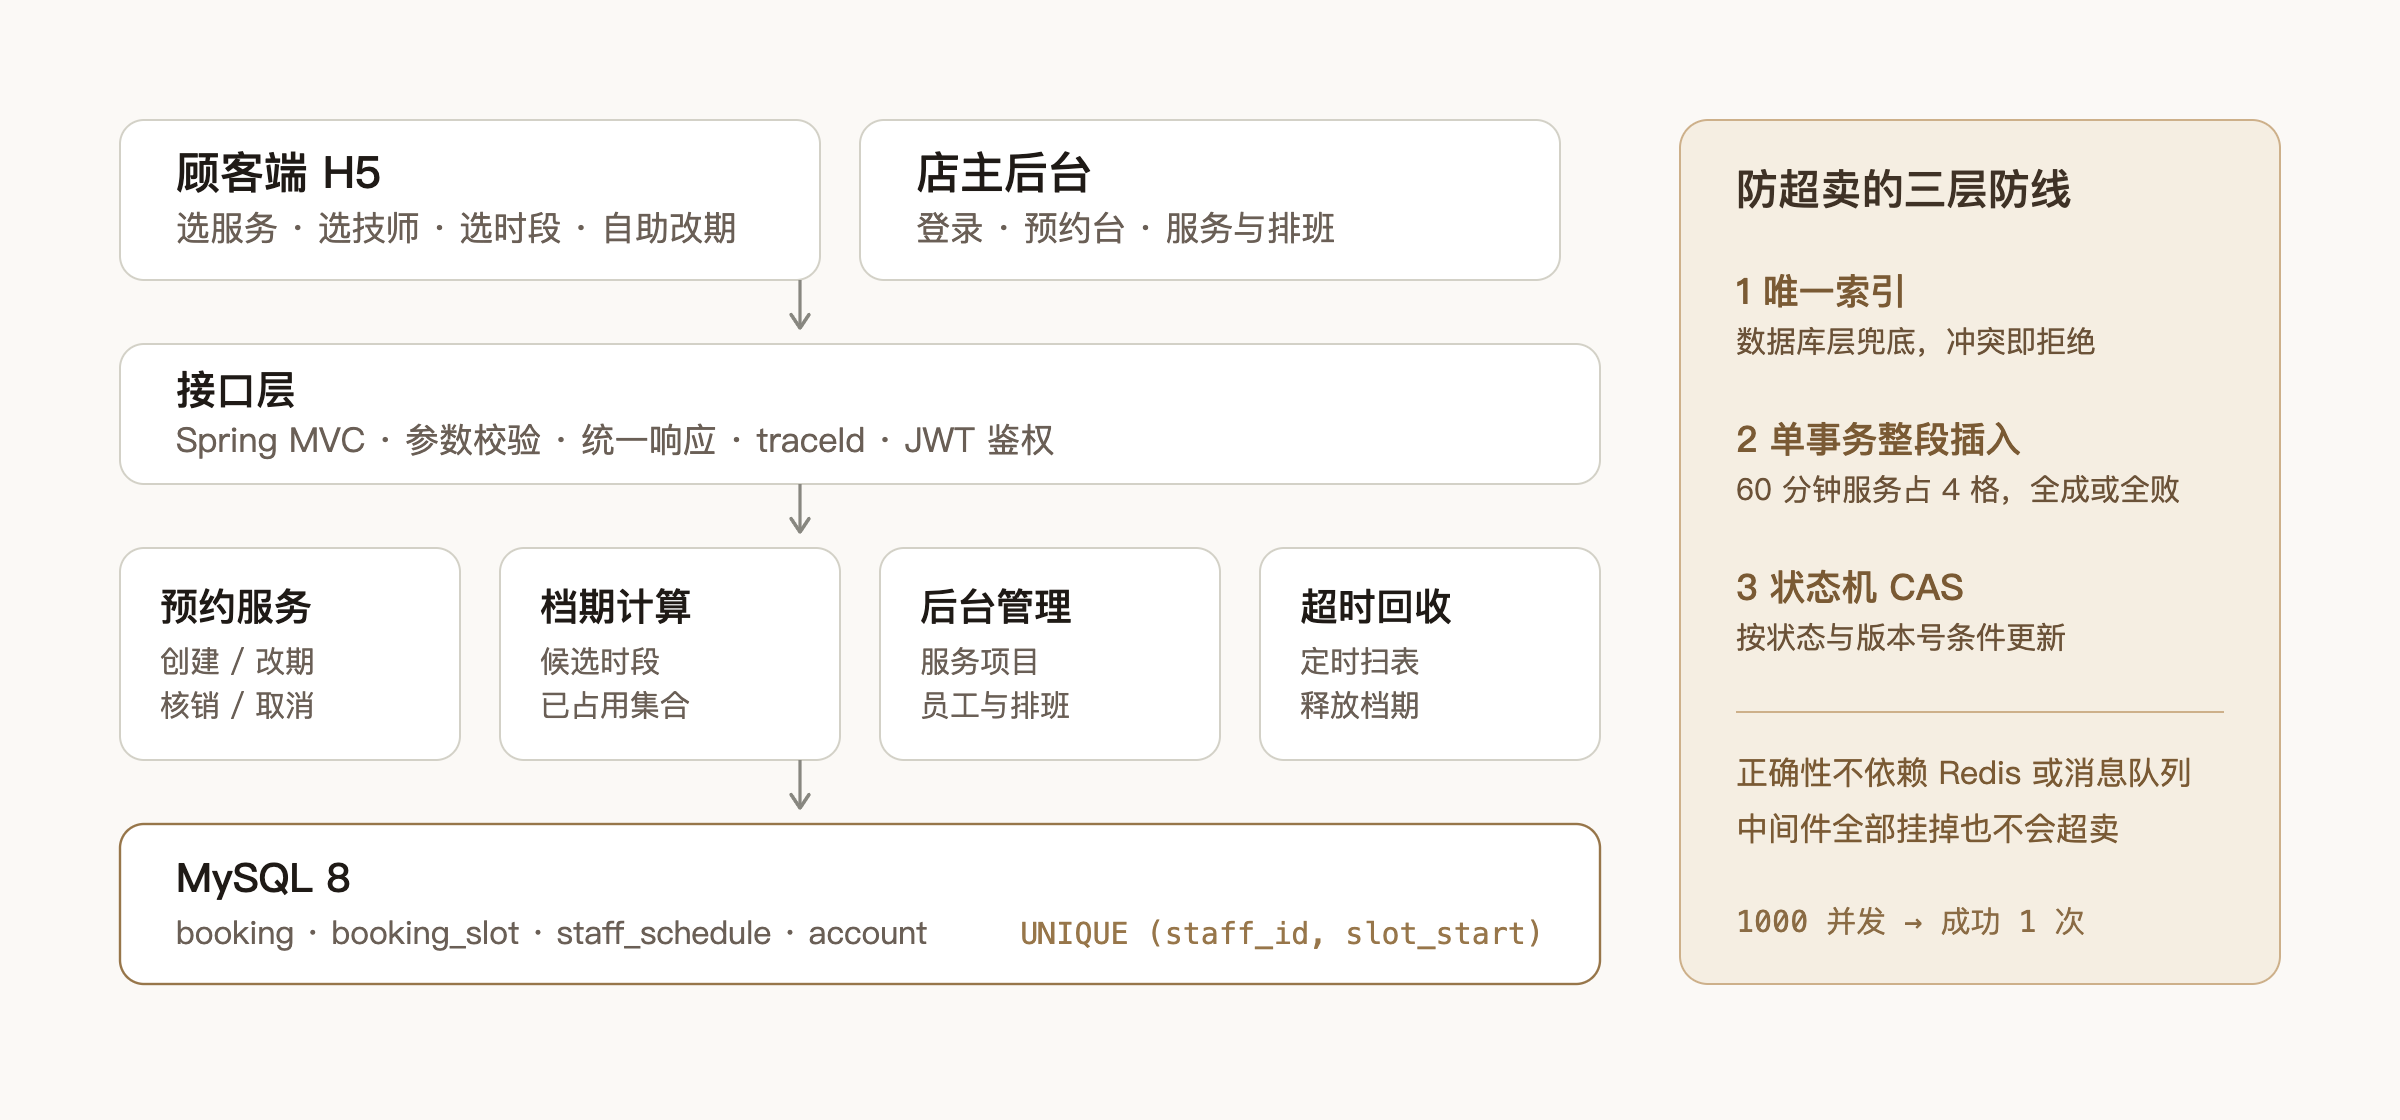 顾客端 H5
选服务 · 选技师 · 选时段 · 自助改期
店主后台
登录 · 预约台 · 服务与排班
接口层
Spring MVC · 参数校验 · 统一响应 · traceId · JWT 鉴权
预约服务
创建 / 改期
核销 / 取消
档期计算
候选时段
已占用集合
后台管理
服务项目
员工与排班
超时回收
定时扫表
释放档期
MySQL 8
booking · booking_slot · staff_schedule · account
UNIQUE (staff_id, slot_start)
防超卖的三层防线
1 唯一索引
数据库层兜底，冲突即拒绝
2 单事务整段插入
60 分钟服务占 4 格，全成或全败
3 状态机 CAS
按状态与版本号条件更新
正确性不依赖 Redis 或消息队列
中间件全部挂掉也不会超卖
1000 并发 → 成功 1 次